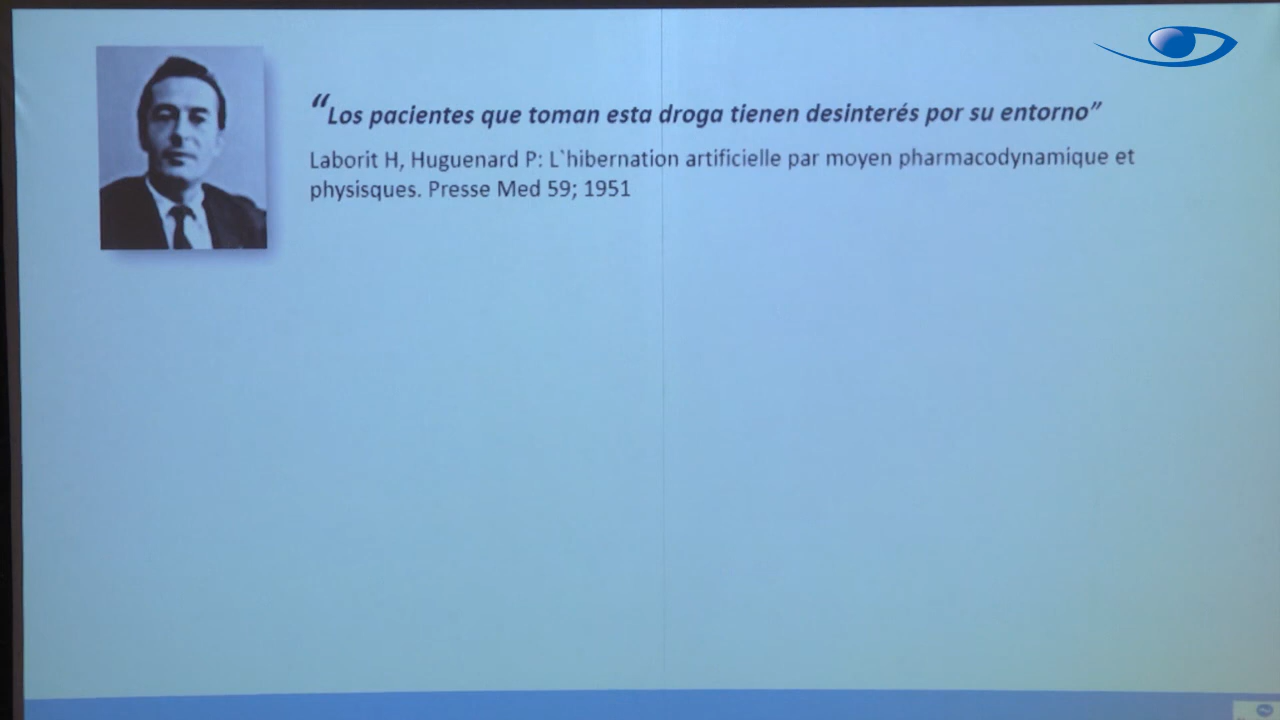 “Los pacientes que toman esta droga tienen desinterés por su entorno”
Laborit H, Huguenard P: L`hibernation artificielle par moyen pharmacodynamique et
physisques. Presse Med 59; 1951